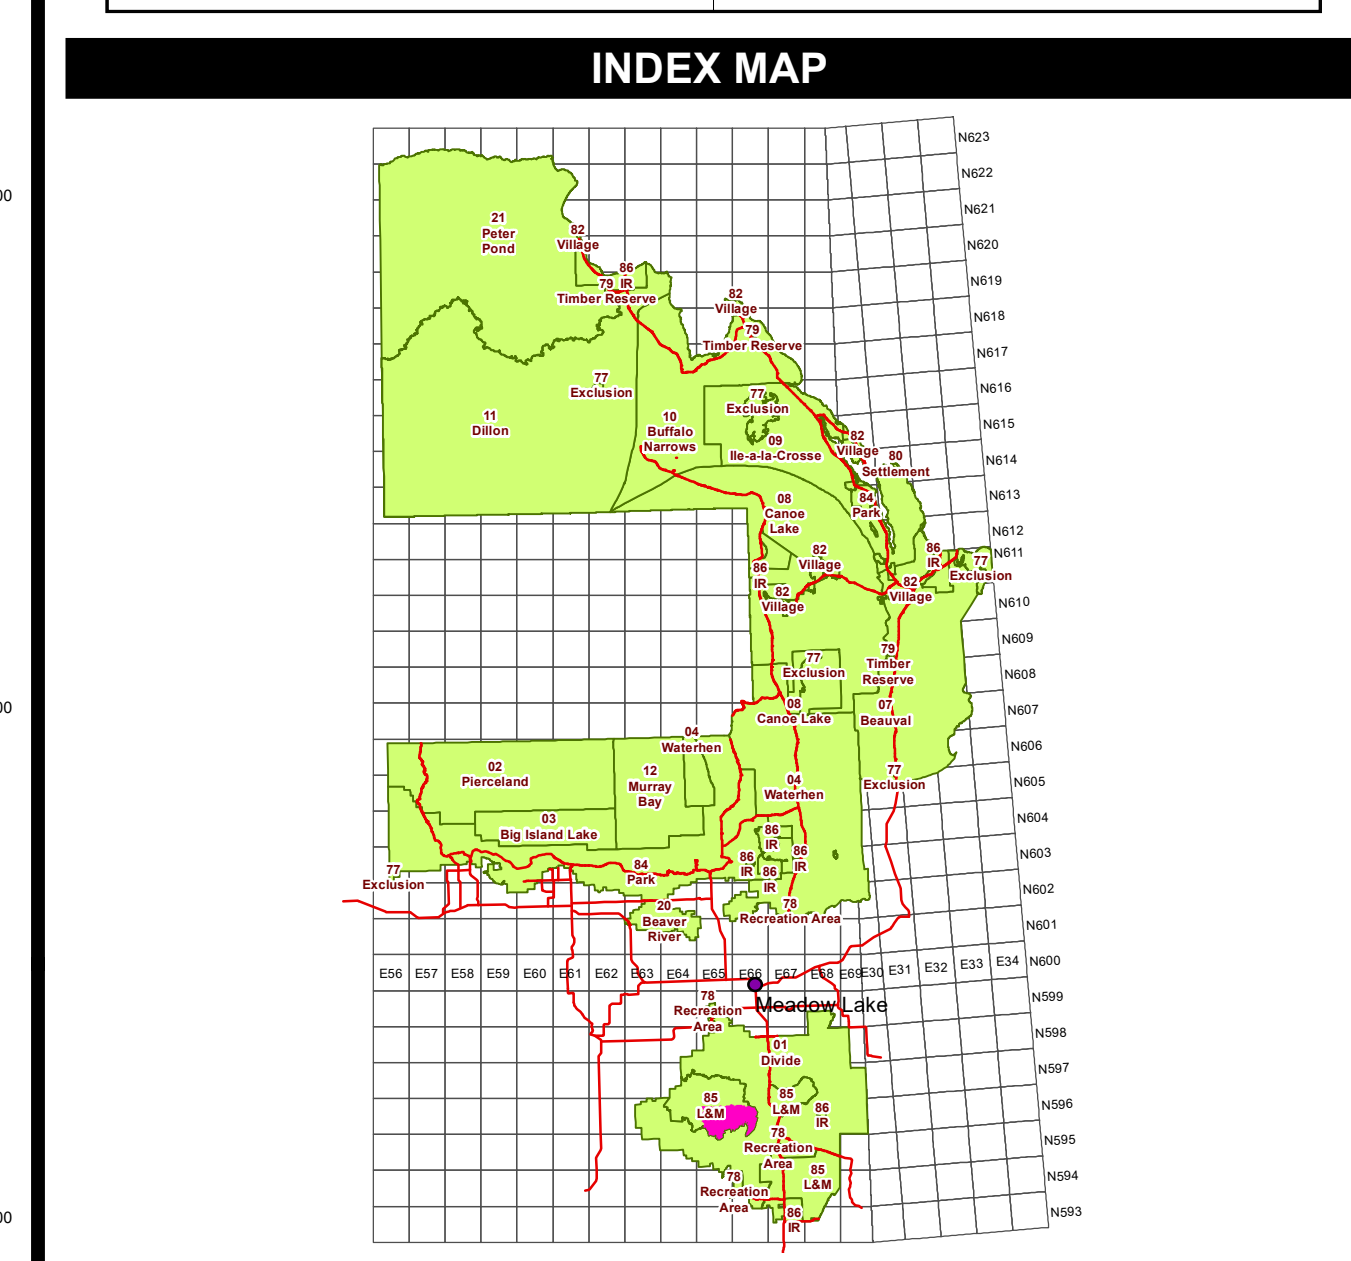 INDEX MAP
N623
N622
00
N621
21
Peter
Pond
82
Village
N620
86
IR
79
Timber Reserve
N619
82
Village
N618
79
Timber Reserve
N617
77
Exclusion
77
Exclusion
N616
11
Dillon
10
Buffalo
Narrows
N615
09
Ile-a-la-Crosse
82
Village
80
Settlement
N614
08
Canoe
Lake
84
Park
N613
N612
82
Village
86
IR
N611
77
Exclusion
86
IR
82
Village
82
Village
N610
N609
79
Timber
Reserve
77
Exclusion
N608
08
Canoe Lake
07
Beauval
N607
00
04
Waterhen
N606
02
Pierceland
12
Murray
Bay
04
Waterhen
77
Exclusion
N605
03
Big Island Lake
N604
86
IR
86
IR
86
IR
N603
77
Exclusion
84
Park
86
IR
N602
20
Beaver
River
78
Recreation Area
N601
E56 E57 E58 E59 E60 E61 E62 E63 E64 E65 E66 E67 E68 E69 E30 E31 E32 E33 E34 N600
Meadow Lake
78
Recreation
Area
N599
N598
01
Divide
N597
85
L&M
85
L&M
86
IR
N596
78
Recreation
Area
N595
78
Recreation
Area
85
L&M
N594
86
IR
N593
00